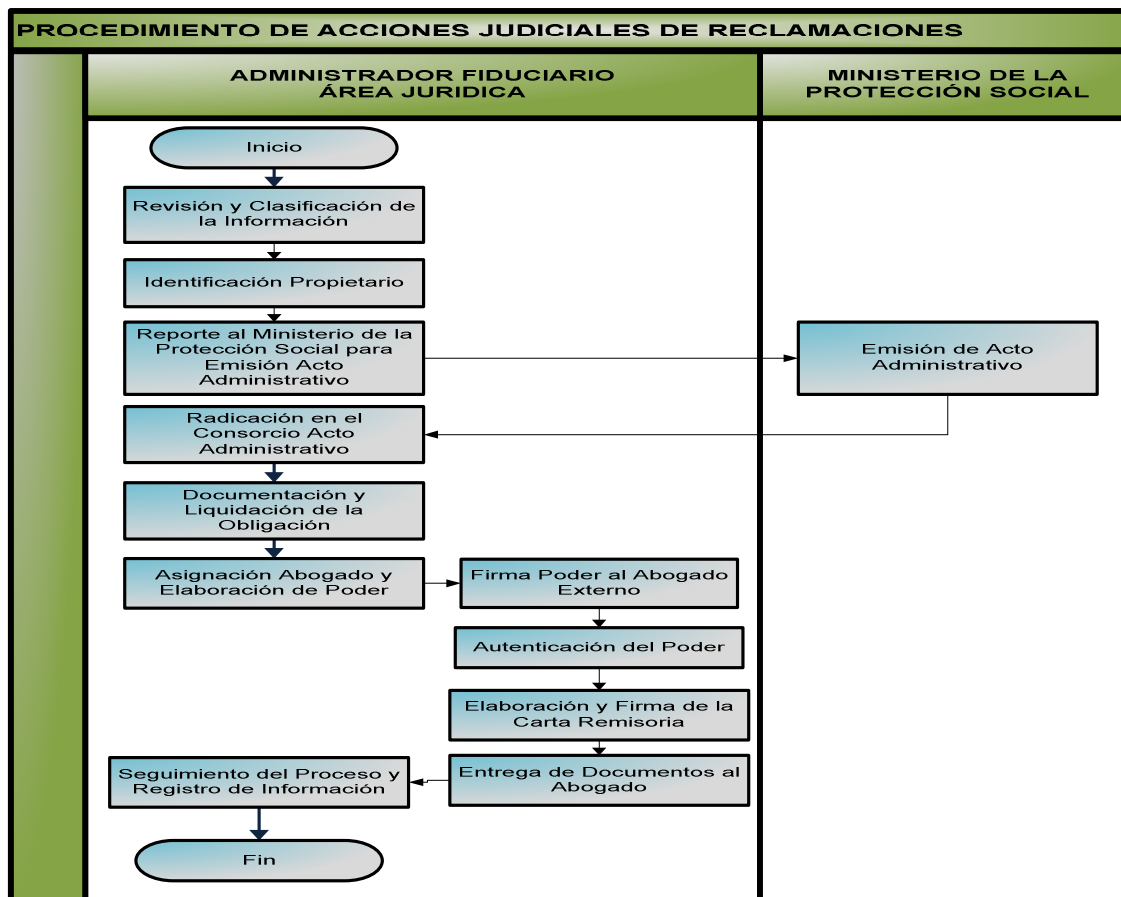 PROCEDIMIENTO DE ACCIONES JUDICIALES DE RECLAMACIONES
ADMINISTRADOR FIDUCIARIO
ÁREA JURIDICA
MINISTERIO DE LA
PROTECCIÓN SOCIAL
Inicio
Revisión y Clasificación de
la Información
Identificación Propietario
Reporte al Ministerio de la
Protección Social para
Emisión Acto
Administrativo
Emisión de Acto
Administrativo
Radicación en el
Consorcio Acto
Administrativo
Documentación y
Liquidación de la
Obligación
Asignación Abogado y
Elaboración de Poder
Firma Poder al Abogado
Externo
Autenticación del Poder
Elaboración y Firma de la
Carta Remisoria
Entrega de Documentos al
Abogado
Seguimiento del Proceso y
Registro de Información
Fin